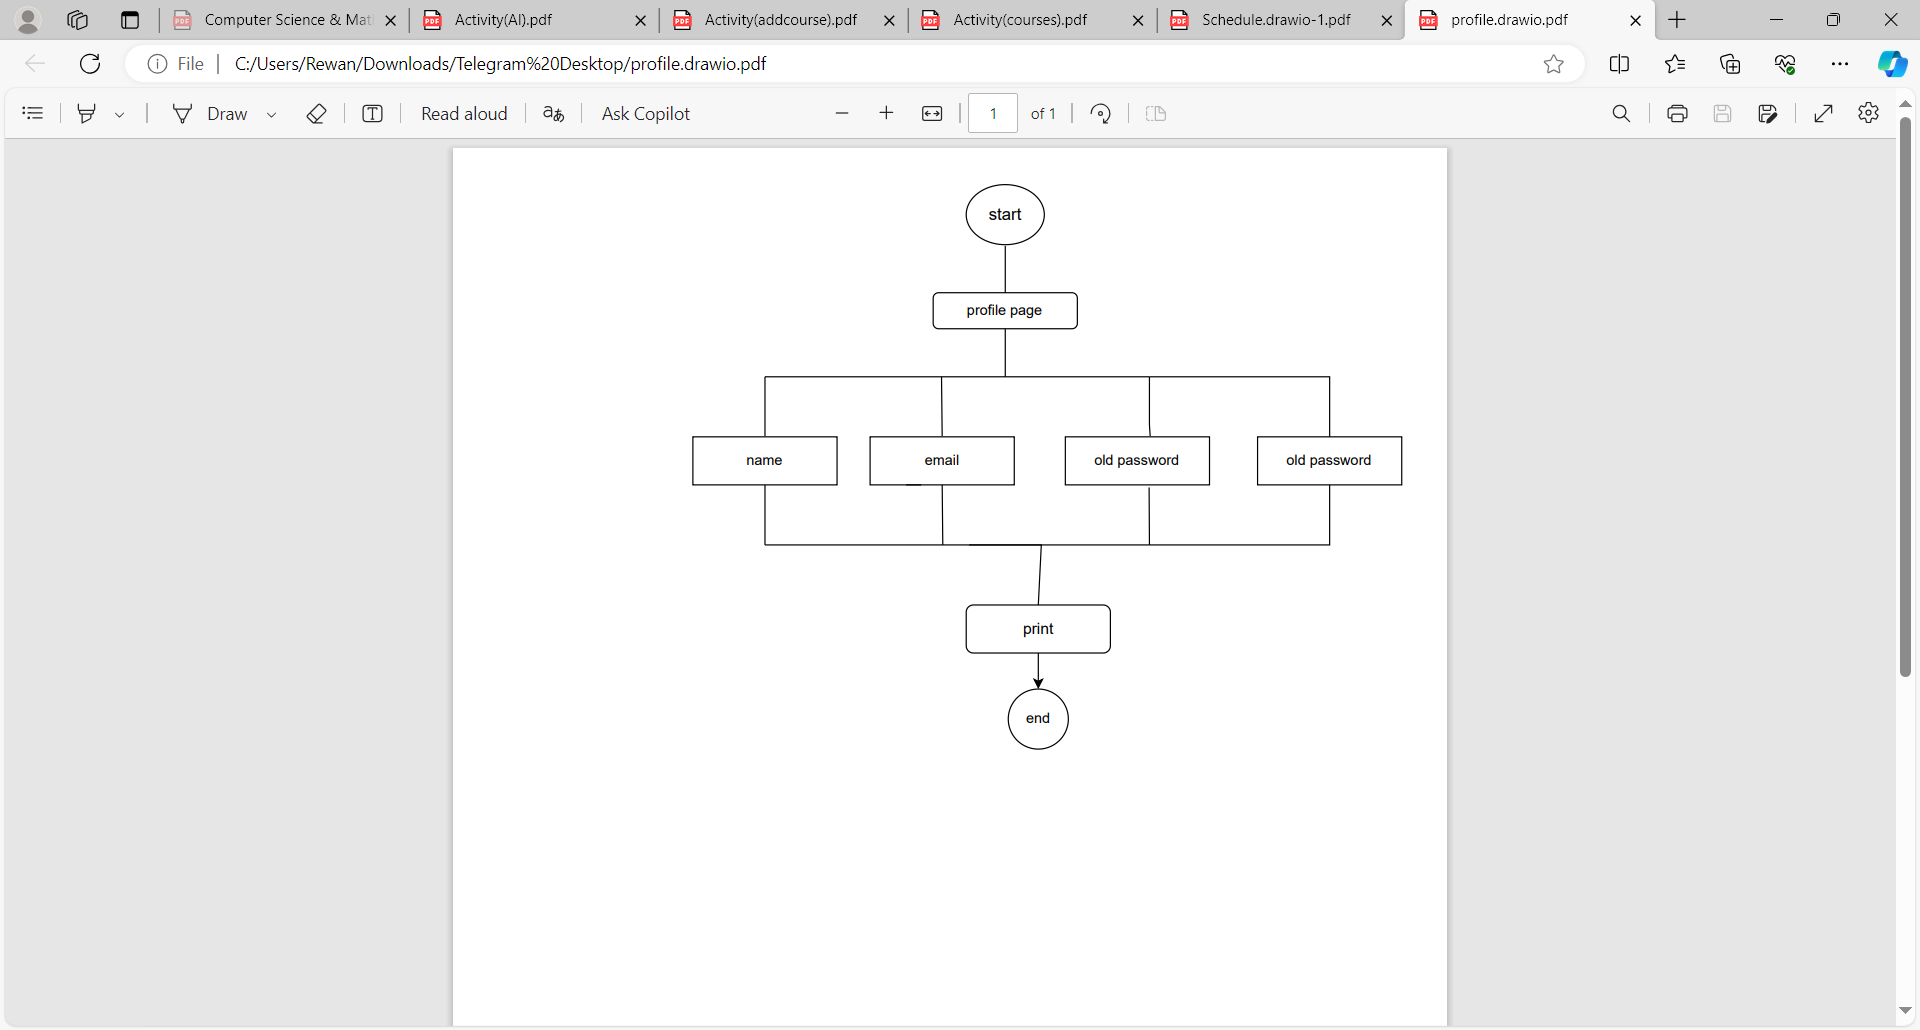 Computer Science & Mat
Activity(AI).pdf
Activity(addcourse).pdf
Activity(courses).pdf
Schedule.drawio-1.pdf
profile.drawio.pdf
File
C:/Users/Rewan/Downloads/Telegram%20Desktop/profile.drawio.pdf
Draw
Read aloud
aあ
Ask Copilot
1
of 1
start
profile page
name
email
old password
old password
print
end